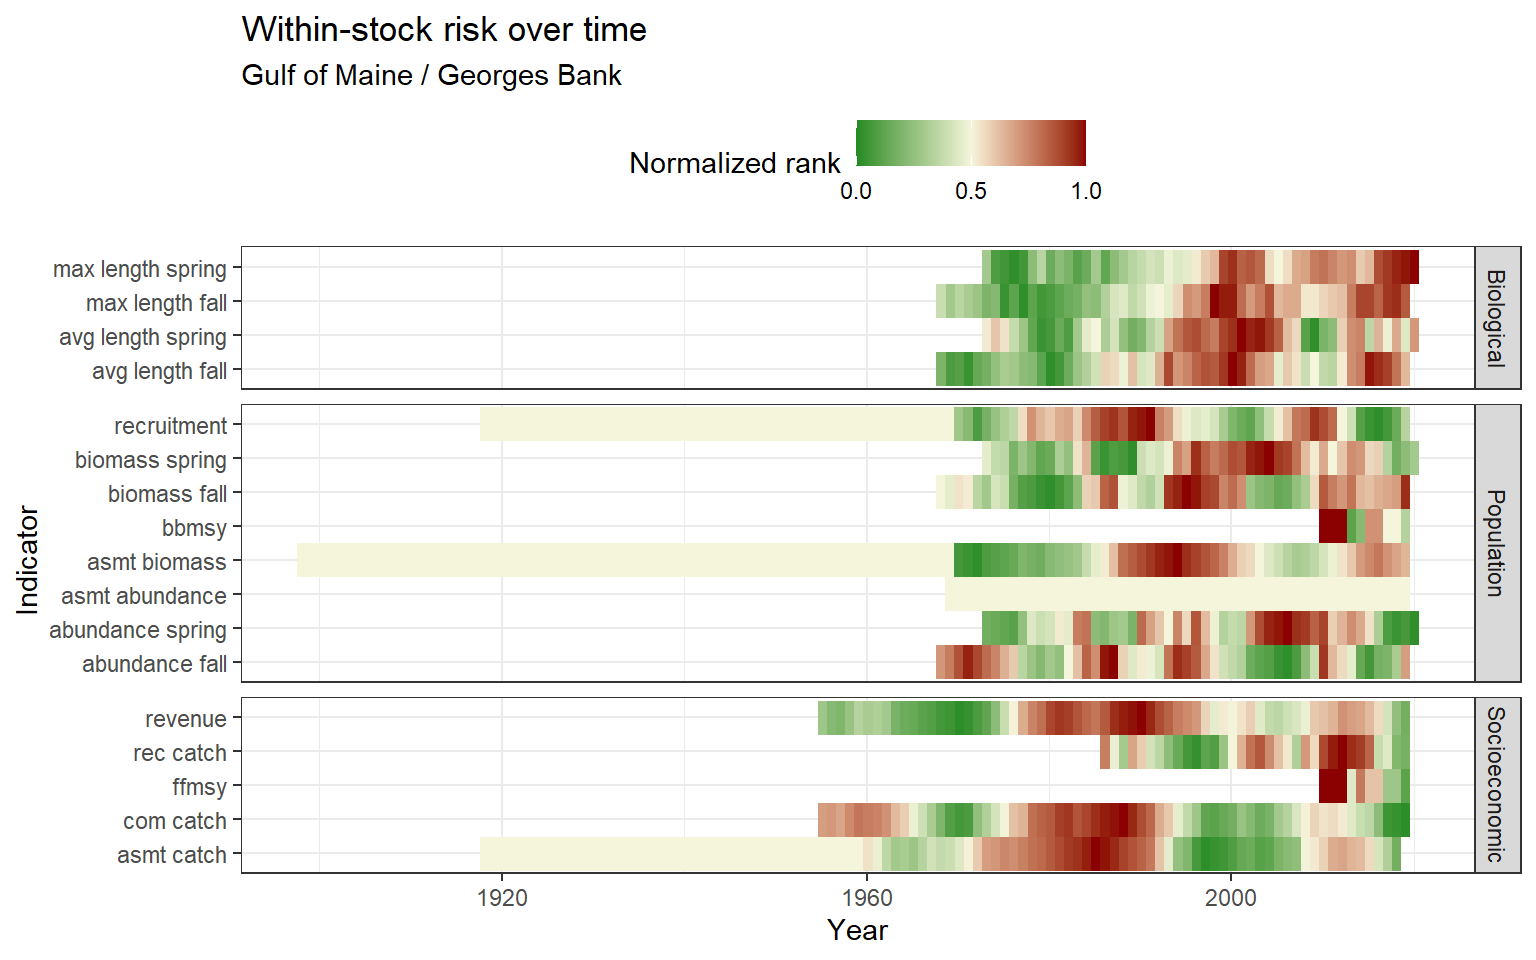 Within-stock risk over time
Gulf of Maine / Georges Bank
Normalized rank
0.0 0.5 1.0
Indicator
max length spring
max length fall
avg length spring
avg length fall
Biological
recruitment
biomass spring
biomass fall
bbmsy
asmt biomass
asmt abundance
abundance spring
abundance fall
Population
revenue
rec catch
ffmsy
com catch
asmt catch
Socioeconomic
1920 1960 2000
Year